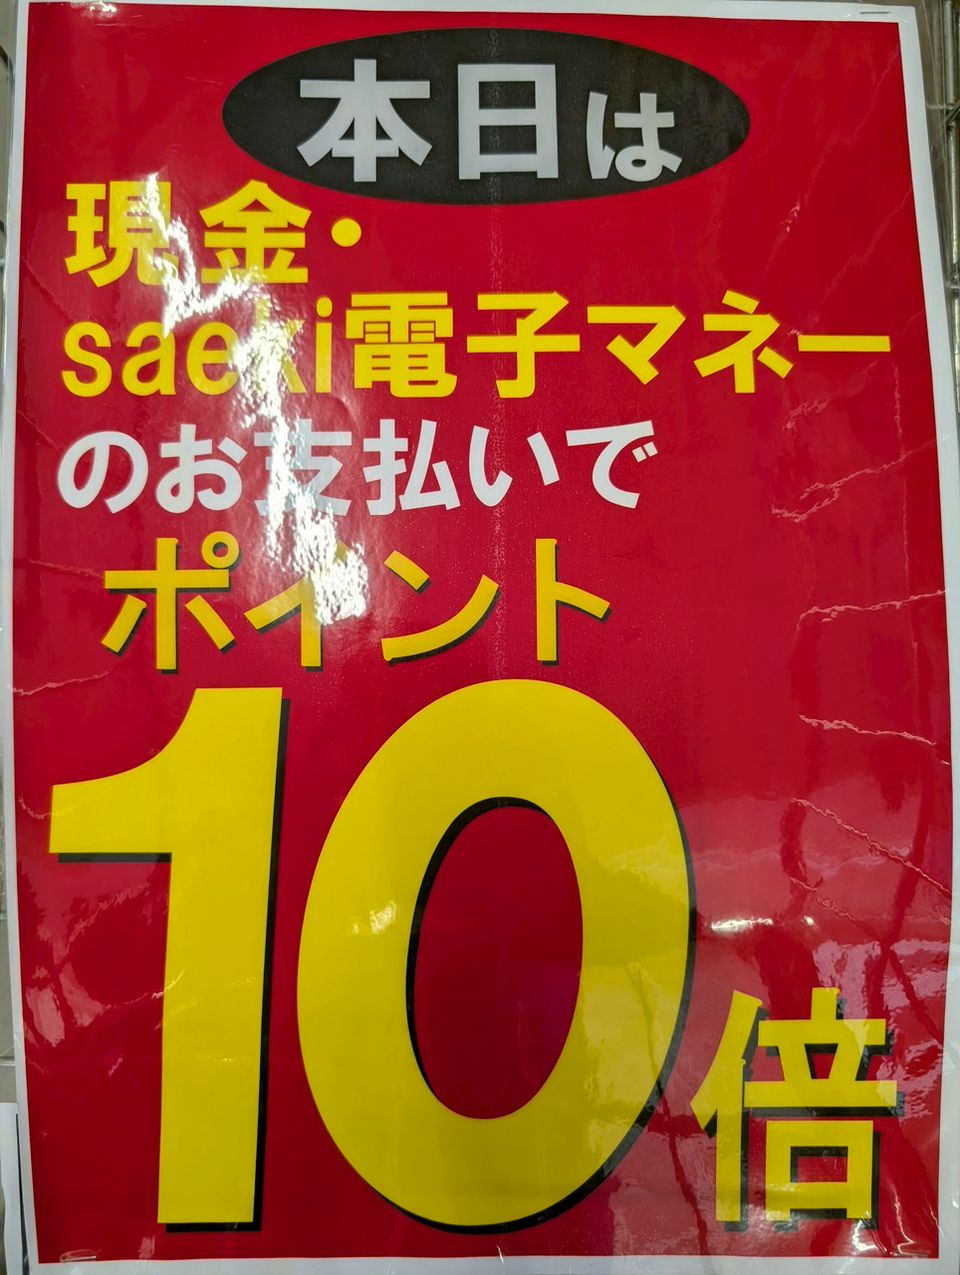 本日は
現金・
saeki電子マネー
のお支払いで
ポイント
10倍